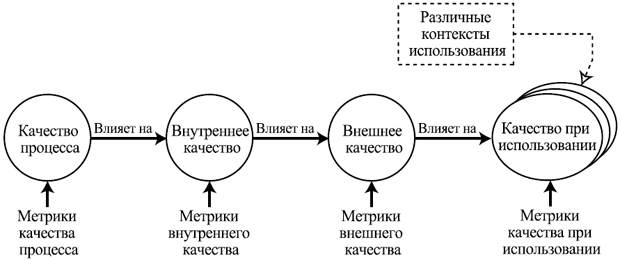 Различные
контексты
использования
Качество
процесса
Влияет на
Внутреннее
качество
Влияет на
Внешнее
качество
Влияет на
Качество при
использовании
Метрики
качества
процесса
Метрики
внутреннего
качества
Метрики
внешнего
качества
Метрики
качества при
использовании